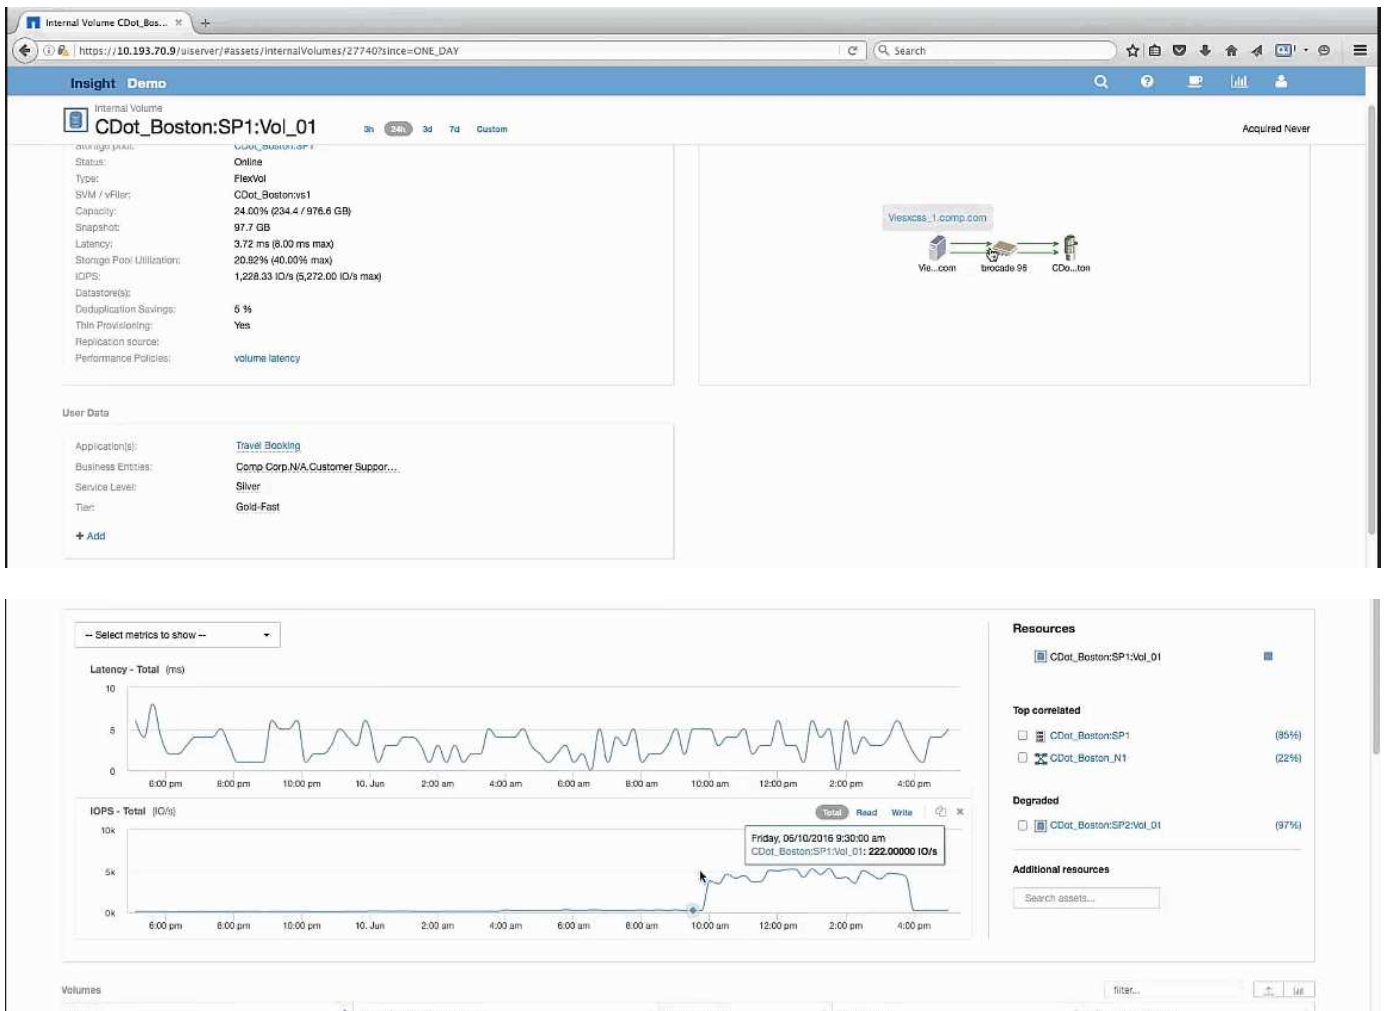 Internal Volume CDot_Bos... ×
https://10.193.70.9/uiserver/#assets/internalVolumes/27740?since=ONE_DAY
Search
Insight Demo
Internal Volume
CDot_Boston:SP1:Vol_01
3h 24h 3d 7d Custom
Acquired Never
Storage pool: CDot_Boston:SP1
Status: Online
Type: FlexVol
SVM / vFiler: CDot_Boston:vs1
Capacity: 24.00% (234.4 / 976.6 GB)
Snapshot: 97.7 GB
Latency: 3.72 ms (8.00 ms max)
Storage Pool Utilization: 20.92% (40.00% max)
IOPS: 1,228.33 IO/s (5,272.00 IO/s max)
Datastore(s):
Deduplication Savings: 5 %
Thin Provisioning: Yes
Replication source:
Performance Policies: volume latency
Viesxcss_1.comp.com
Vie...com brocade 96 CDo...ton
User Data
Application(s): Travel Booking
Business Entities: Comp Corp.N/A.Customer Suppor...
Service Level: Silver
Tier: Gold-Fast
+ Add
-- Select metrics to show --
Latency - Total (ms)
10
5
0
6:00 pm 8:00 pm 10:00 pm 10. Jun 2:00 am 4:00 am 6:00 am 8:00 am 10:00 am 12:00 pm 2:00 pm 4:00 pm
IOPS - Total (IO/s)
Total Read Write
10k
5k
0k
Friday, 06/10/2016 9:30:00 am
CDot_Boston:SP1:Vol_01: 222.00000 IO/s
6:00 pm 8:00 pm 10:00 pm 10. Jun 2:00 am 4:00 am 6:00 am 8:00 am 10:00 am 12:00 pm 2:00 pm 4:00 pm
Resources
CDot_Boston:SP1:Vol_01
Top correlated
CDot_Boston:SP1 (85%)
CDot_Boston_N1 (22%)
Degraded
CDot_Boston:SP2:Vol_01 (97%)
Additional resources
Search assets...
Volumes
filter...